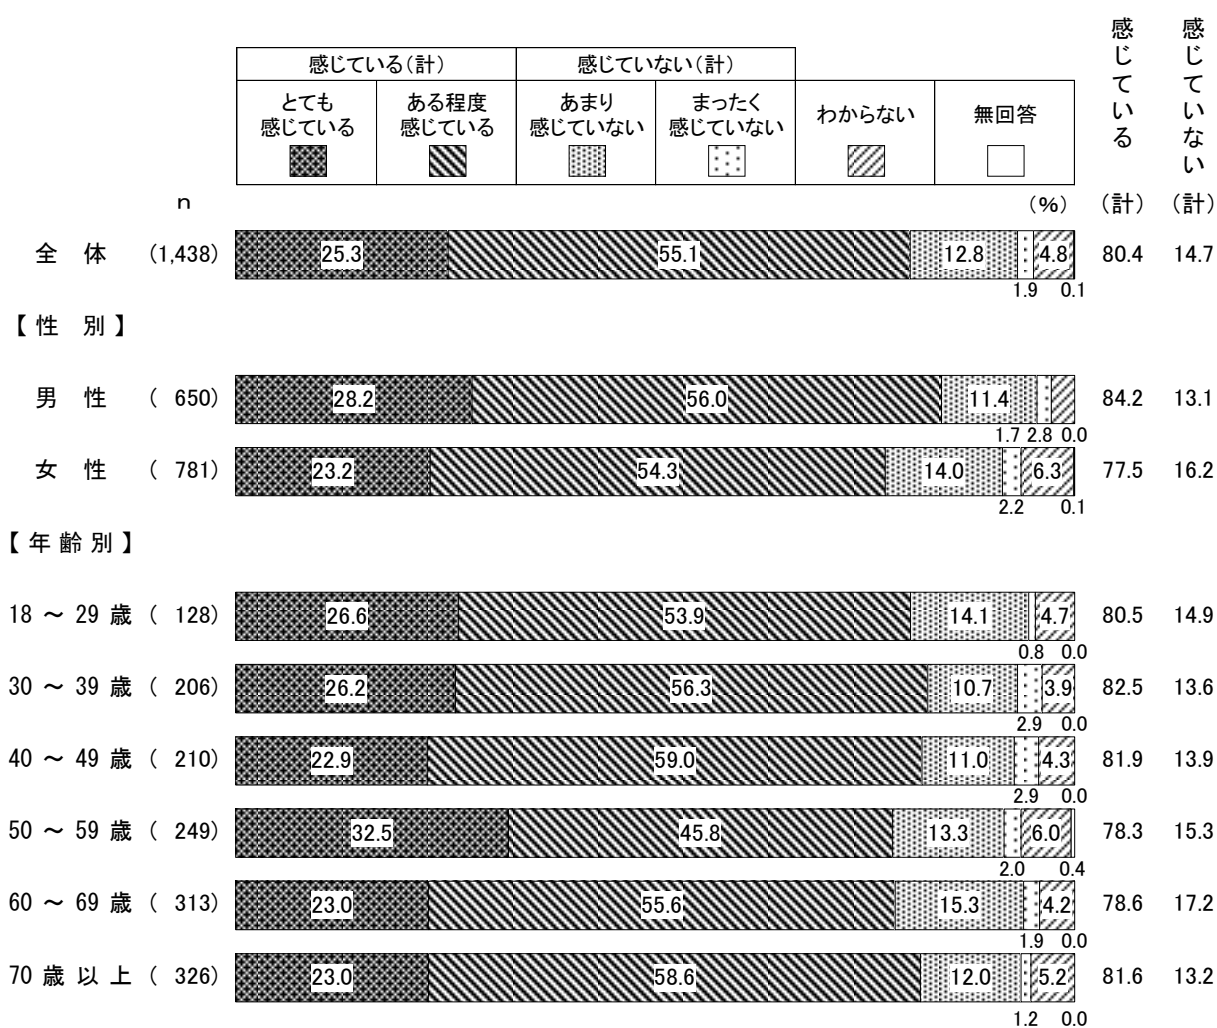 感じている 感じていない
感じている(計) 感じていない(計)
とても ある程度 あまり まったく わからない 無回答
感じている 感じている 感じていない 感じていない
n (%) (計) (計)
全 体 (1,438) 25.3 55.1 12.8 4.8 80.4 14.7
1.9 0.1
【性 別】
男 性 ( 650) 28.2 56.0 11.4 84.2 13.1
1.7 2.8 0.0
女 性 ( 781) 23.2 54.3 14.0 6.3 77.5 16.2
2.2 0.1
【年齢別】
18 ～ 29 歳 ( 128) 26.6 53.9 14.1 4.7 80.5 14.9
0.8 0.0
30 ～ 39 歳 ( 206) 26.2 56.3 10.7 3.9 82.5 13.6
2.9 0.0
40 ～ 49 歳 ( 210) 22.9 59.0 11.0 4.3 81.9 13.9
2.9 0.0
50 ～ 59 歳 ( 249) 32.5 45.8 13.3 6.0 78.3 15.3
2.0 0.4
60 ～ 69 歳 ( 313) 23.0 55.6 15.3 4.2 78.6 17.2
1.9 0.0
70 歳 以 上 ( 326) 23.0 58.6 12.0 5.2 81.6 13.2
1.2 0.0